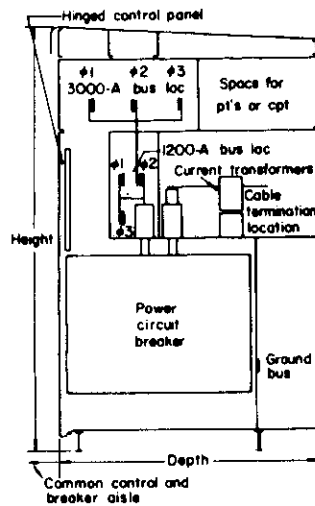 Hinged control panel
φ1 φ2 φ3
3000-A bus loc
Space for
pt's or cpt
1200-A bus loc
φ1 φ2
Current transformers
Cable
termination
location
φ3
Height
Power
circuit
breaker
Ground
bus
Depth
Common control and
breaker aisle